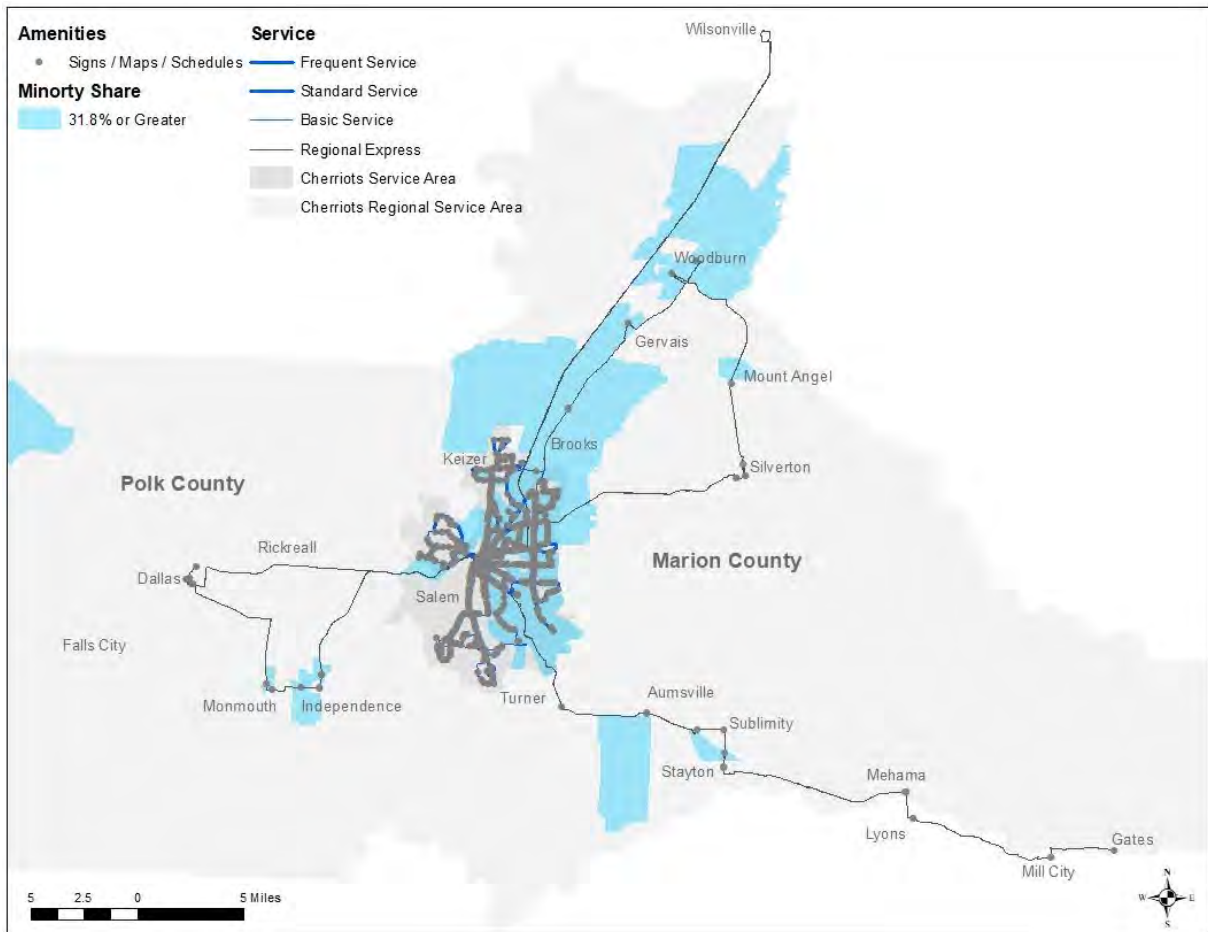 Amenities
Signs / Maps / Schedules
Minorty Share
31.8% or Greater
Service
Frequent Service
Standard Service
Basic Service
Regional Express
Cherriots Service Area
Cherriots Regional Service Area
Wilsonville
Woodburn
Gervais
Mount Angel
Brooks
Keizer
Silverton
Polk County
Marion County
Rickreall
Dallas
Salem
Falls City
Monmouth
Independence
Turner
Aumsville
Sublimity
Stayton
Mehama
Lyons
Gates
Mill City
5 2.5 0 5 Miles
N
W E
S